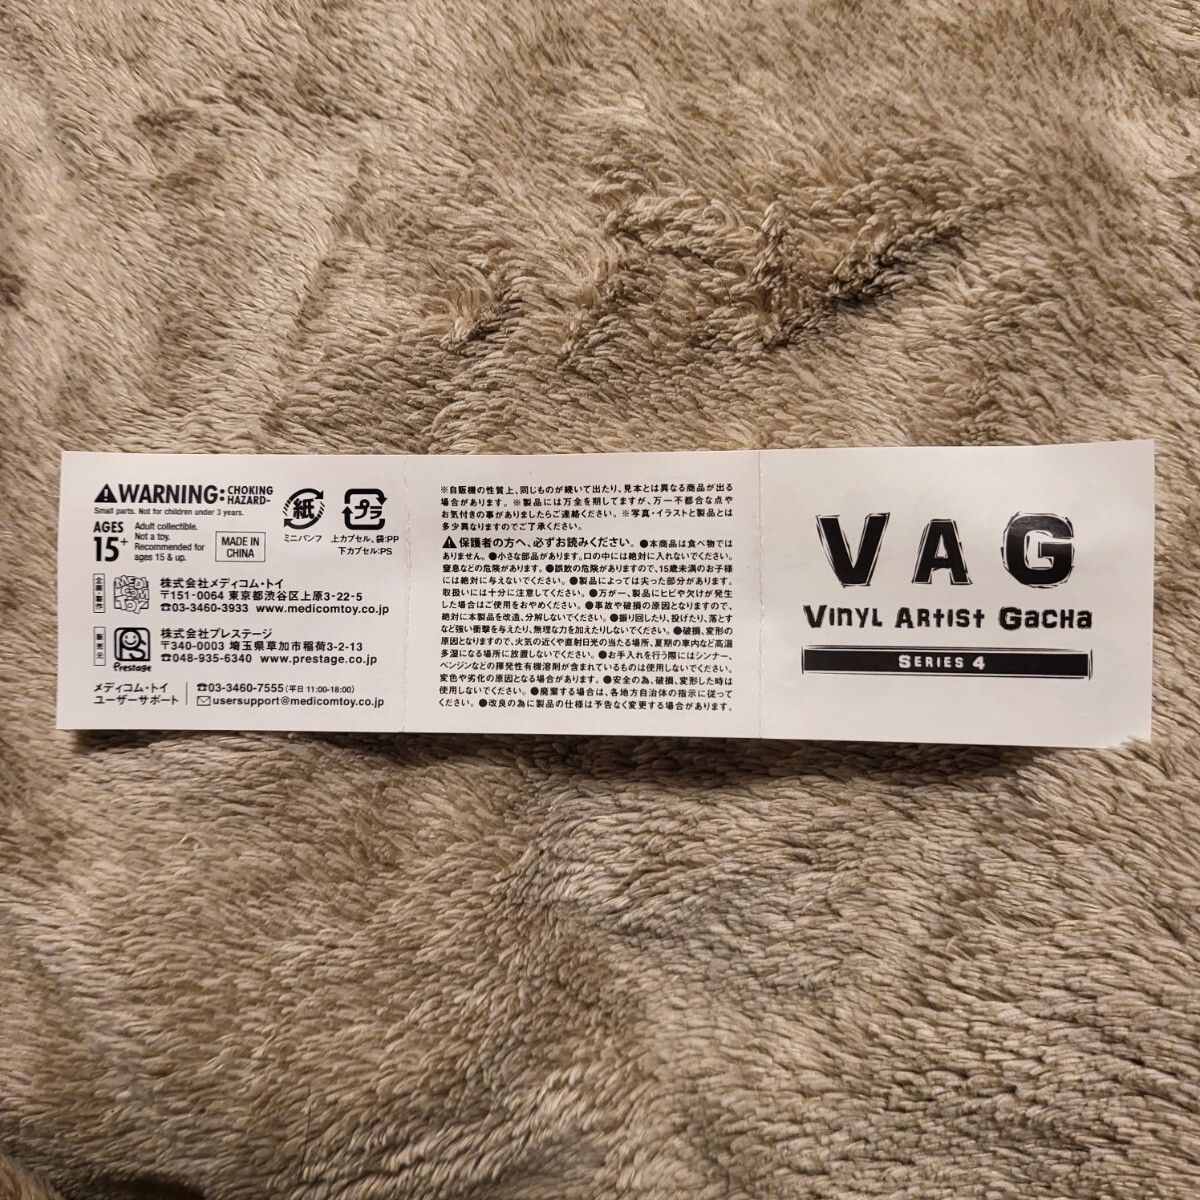 ⚠WARNING: CHOKING HAZARD-
Small parts. Not for children under 3 years.
AGES 15+
Adult collectible.
Not a toy.
Recommended for
ages 15 & up.
MADE IN
CHINA
紙
ミニパンフ
プラ
上カプセル、袋:PP
下カプセル:PS
企画・製作
MEDICOM TOY
株式会社メディコム・トイ
〒151-0064 東京都渋谷区上原3-22-5
☎03-3460-3933 www.medicomtoy.co.jp
販売元
Prestage
株式会社プレステージ
〒340-0003 埼玉県草加市稲荷3-2-13
☎048-935-6340 www.prestage.co.jp
メディコム・トイ
ユーザーサポート
☎03-3460-7555(平日 11:00-18:00)
✉usersupport@medicomtoy.co.jp
※自販機の性質上、同じものが続いて出たり、見本とは異なる商品が出る
場合があります。※製品には万全を期してますが、万一不都合な点や
お気付きの事がありましたらご連絡ください。※写真・イラストと製品とは
多少異なりますのでご了承ください。
⚠保護者の方へ、必ずお読みください。●本商品は食べ物では
ありません。●小さな部品があります。口の中には絶対に入れないでください。
窒息などの危険があります。●誤飲の危険がありますので、15歳未満のお子様
には絶対に与えないでください。●製品によっては尖った部分があります。
取扱いには十分に注意してください。●万が一、製品にヒビや欠けが発生
した場合はご使用をおやめください。●事故や破損の原因となりますので、
絶対に本製品を改造、分解しないでください。●振り回したり、投げたり、落とす
など強い衝撃を与えたり、無理な力を加えたりしないでください。●破損、変形の
原因となりますので、火気の近くや直射日光の当たる場所、夏期の車内など高温
多湿になる場所に放置しないでください。●お手入れを行う際にはシンナー、
ベンジンなどの揮発性有機溶剤が含まれているものは使用しないでください。
変色や劣化の原因となる場合があります。●安全の為、破損、変形した時は
使用しないでください。●廃棄する場合は、各地方自治体の指示に従って
ください。●改良の為に製品の仕様は予告なく変更する場合があります。
VAG
Vinyl Artist Gacha
Series 4